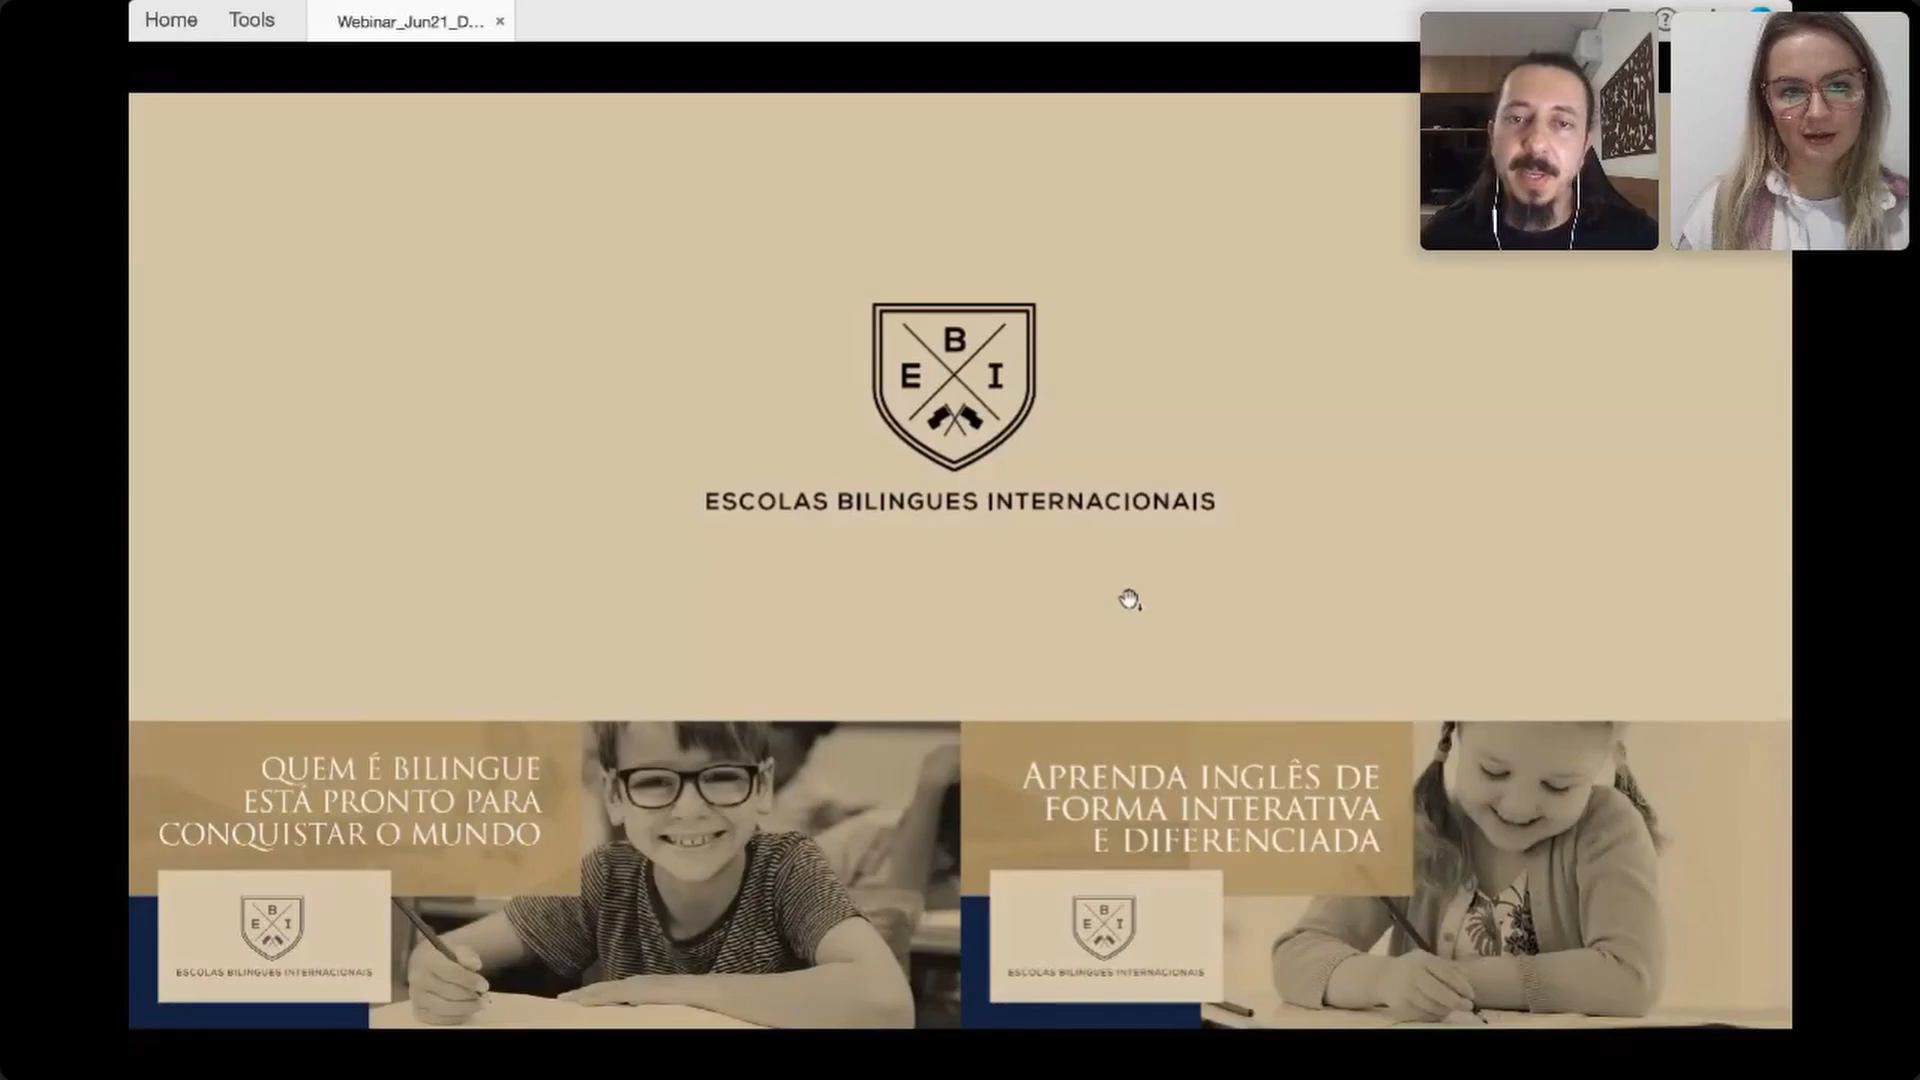 Home
Tools
Webinar_Jun21_D... ×
?
B
E I
ESCOLAS BILINGUES INTERNACIONAIS
QUEM É BILINGUE
ESTÁ PRONTO PARA
CONQUISTAR O MUNDO
B
E I
ESCOLAS BILINGUES INTERNACIONAIS
APRENDA INGLÊS DE
FORMA INTERATIVA
E DIFERENCIADA
B
E I
ESCOLAS BILINGUES INTERNACIONAIS